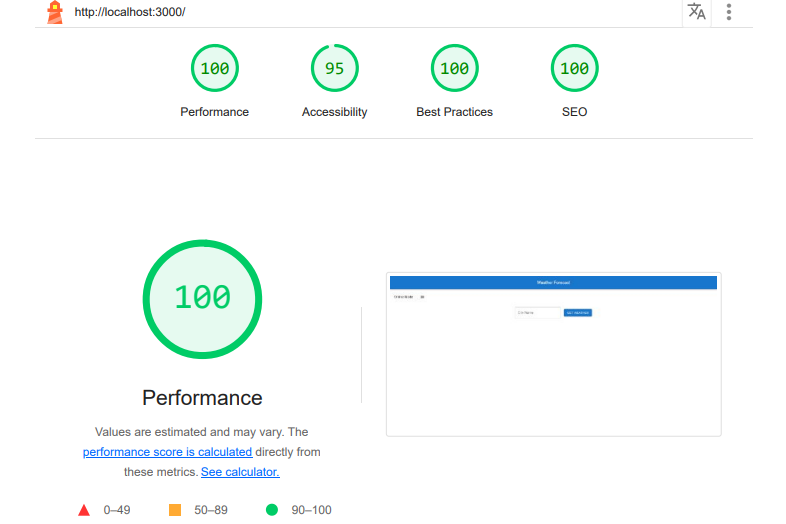 http://localhost:3000/
100
95
100
100
Performance
Accessibility
Best Practices
SEO
100
Performance
Values are estimated and may vary. The
performance score is calculated directly from
these metrics. See calculator.
0–49
50–89
90–100
Weather Forecast
City Name
GET WEATHER